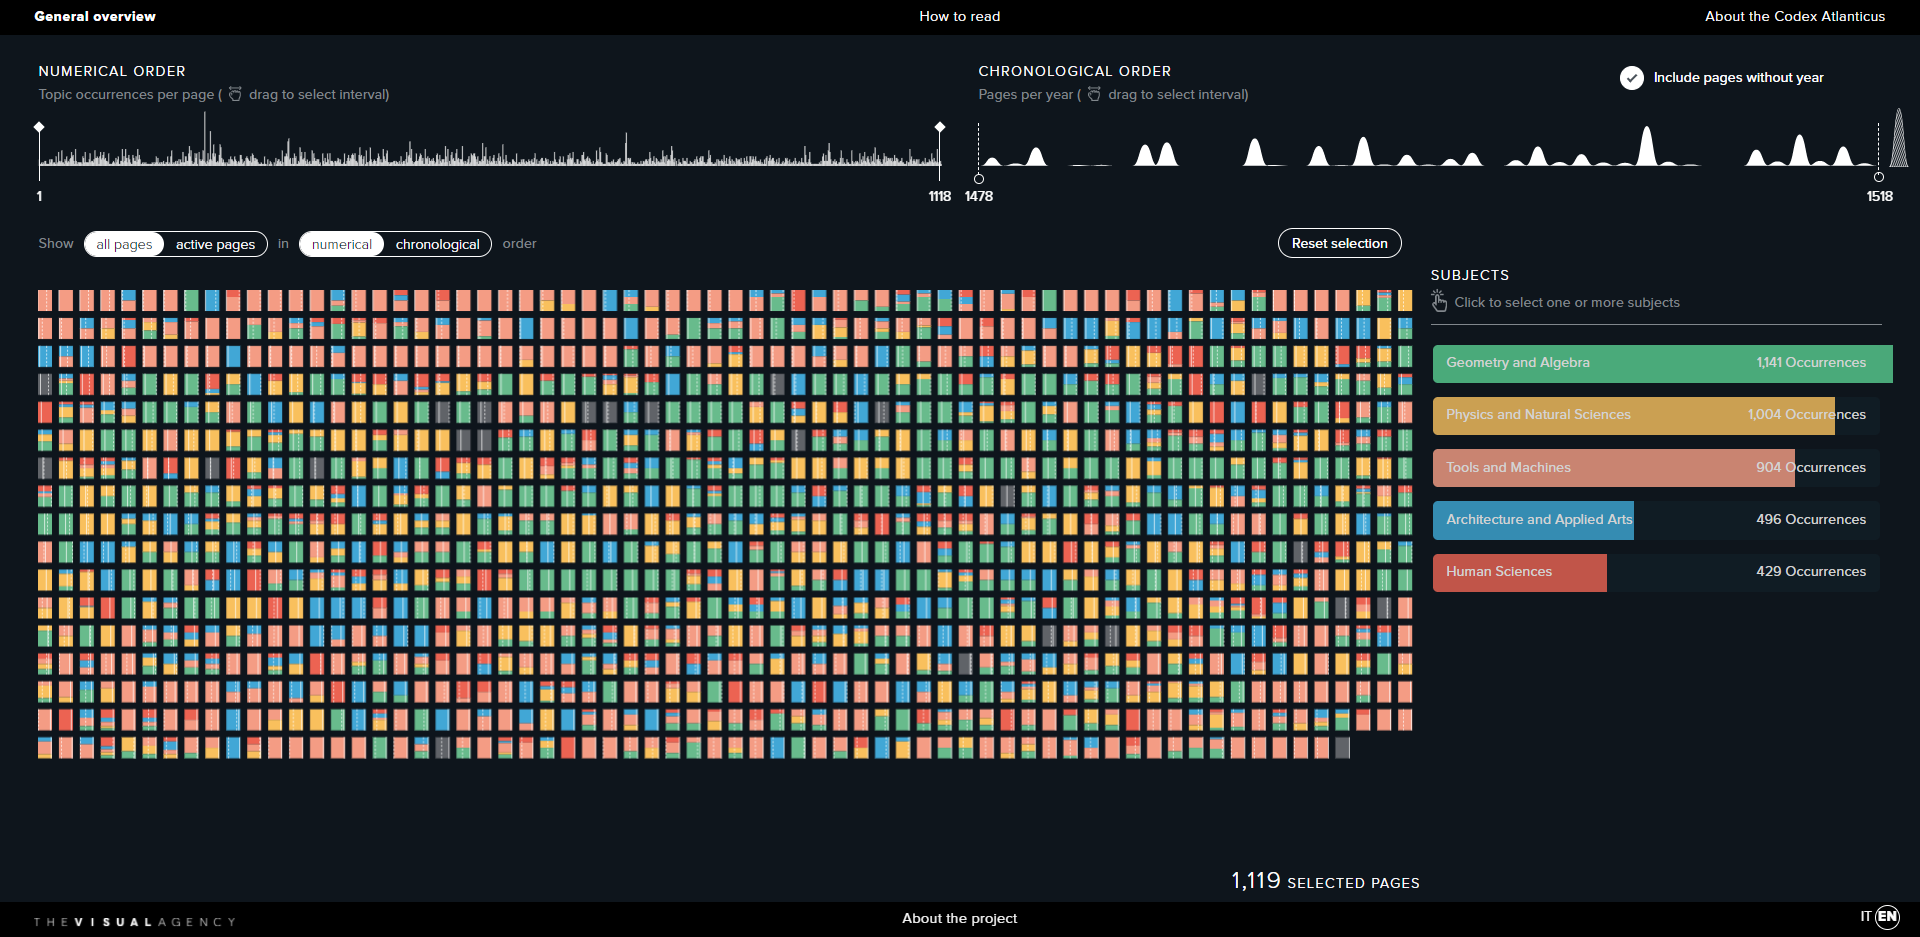 General overview
How to read
About the Codex Atlanticus
NUMERICAL ORDER
Topic occurrences per page ( drag to select interval)
1
1118
CHRONOLOGICAL ORDER
Pages per year ( drag to select interval)
Include pages without year
1478
1518
Show all pages active pages in numerical chronological order
Reset selection
SUBJECTS
Click to select one or more subjects
Geometry and Algebra 1,141 Occurrences
Physics and Natural Sciences 1,004 Occurrences
Tools and Machines 904 Occurrences
Architecture and Applied Arts 496 Occurrences
Human Sciences 429 Occurrences
1,119 SELECTED PAGES
THEVISUALAGENCY
About the project
IT EN